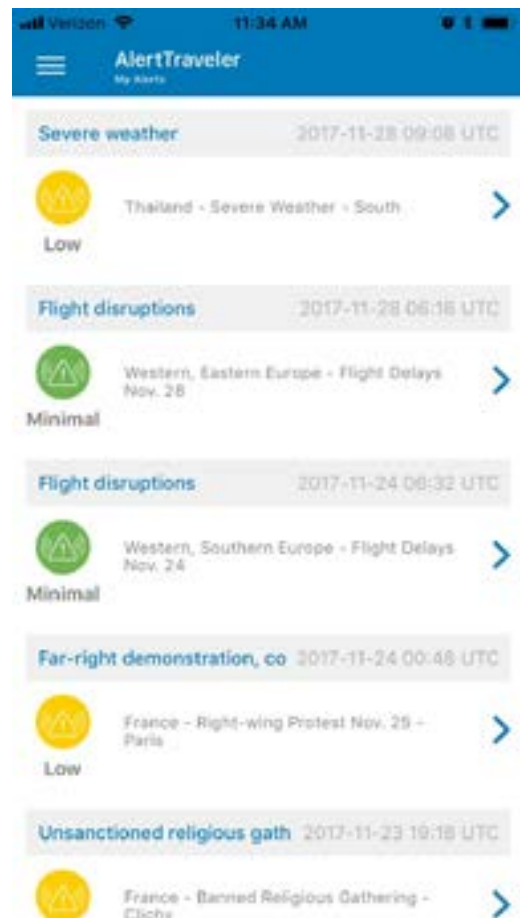 Verizon 11:34 AM
AlertTraveler
My Alerts
Severe weather 2017-11-28 09:08 UTC
Thailand - Severe Weather - South
Low
Flight disruptions 2017-11-28 06:16 UTC
Western, Eastern Europe - Flight Delays
Nov. 28
Minimal
Flight disruptions 2017-11-24 06:32 UTC
Western, Southern Europe - Flight Delays
Nov. 24
Minimal
Far-right demonstration, co 2017-11-24 00:48 UTC
France - Right-wing Protest Nov. 25 -
Paris
Low
Unsanctioned religious gath 2017-11-23 19:18 UTC
France - Banned Religious Gathering -
Clichy